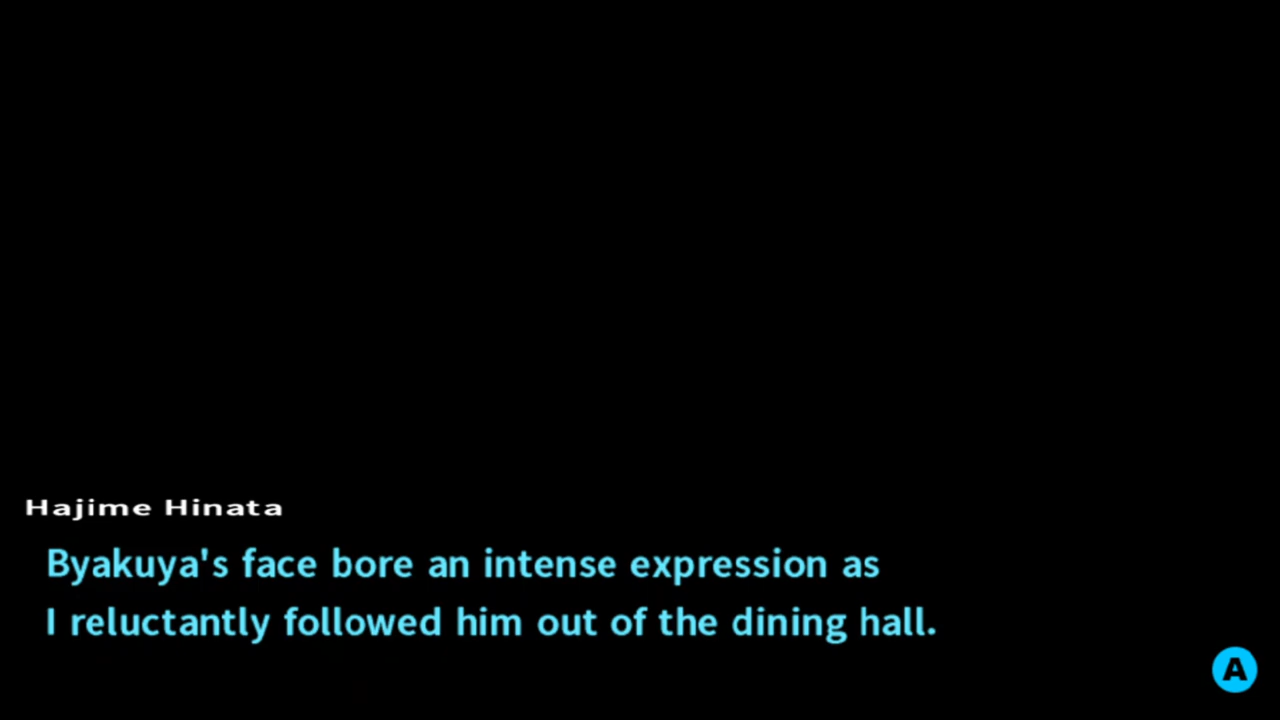 Hajime Hinata
Byakuya's face bore an intense expression as
I reluctantly followed him out of the dining hall.
A